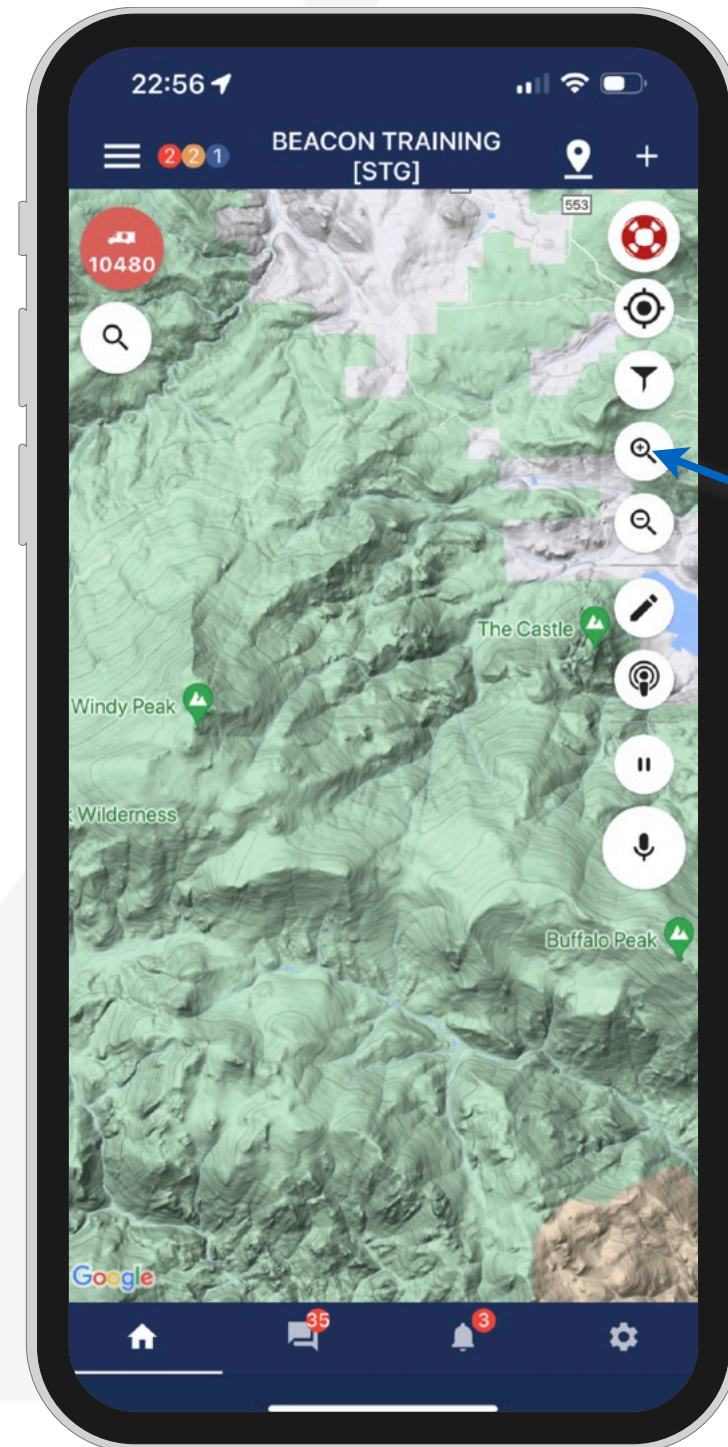 22:56
2 2 1
BEACON TRAINING
[STG]
553
10480
The Castle
Windy Peak
k Wilderness
Buffalo Peak
Google
35
3